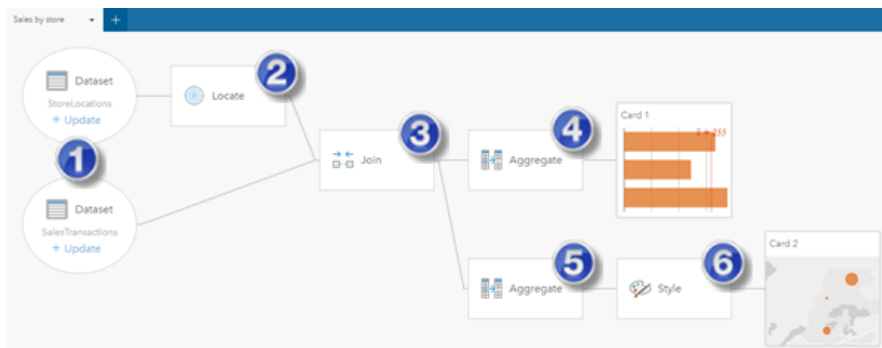 Sales by store
+
Dataset
StoreLocations
+ Update
1
Dataset
SalesTransactions
+ Update
2
Locate
3
Join
4
Aggregate
Card 1
5
Aggregate
6
Style
Card 2